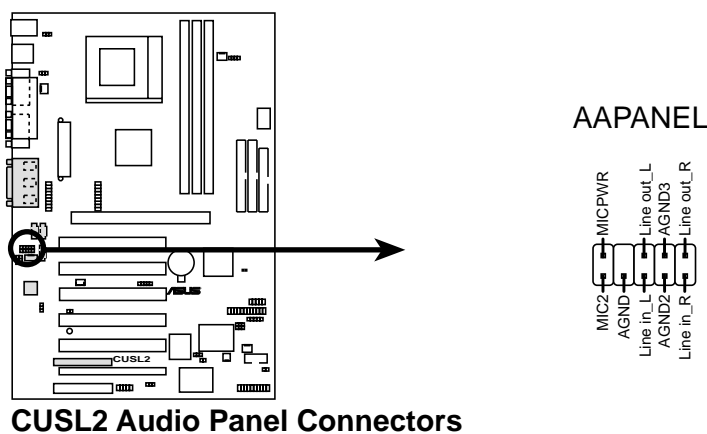 AAPANEL
MICPWR
Line out_L
AGND3
Line out_R
MIC2
AGND
Line in_L
AGND2
Line in_R
/SUS
CUSL2
CUSL2 Audio Panel Connectors